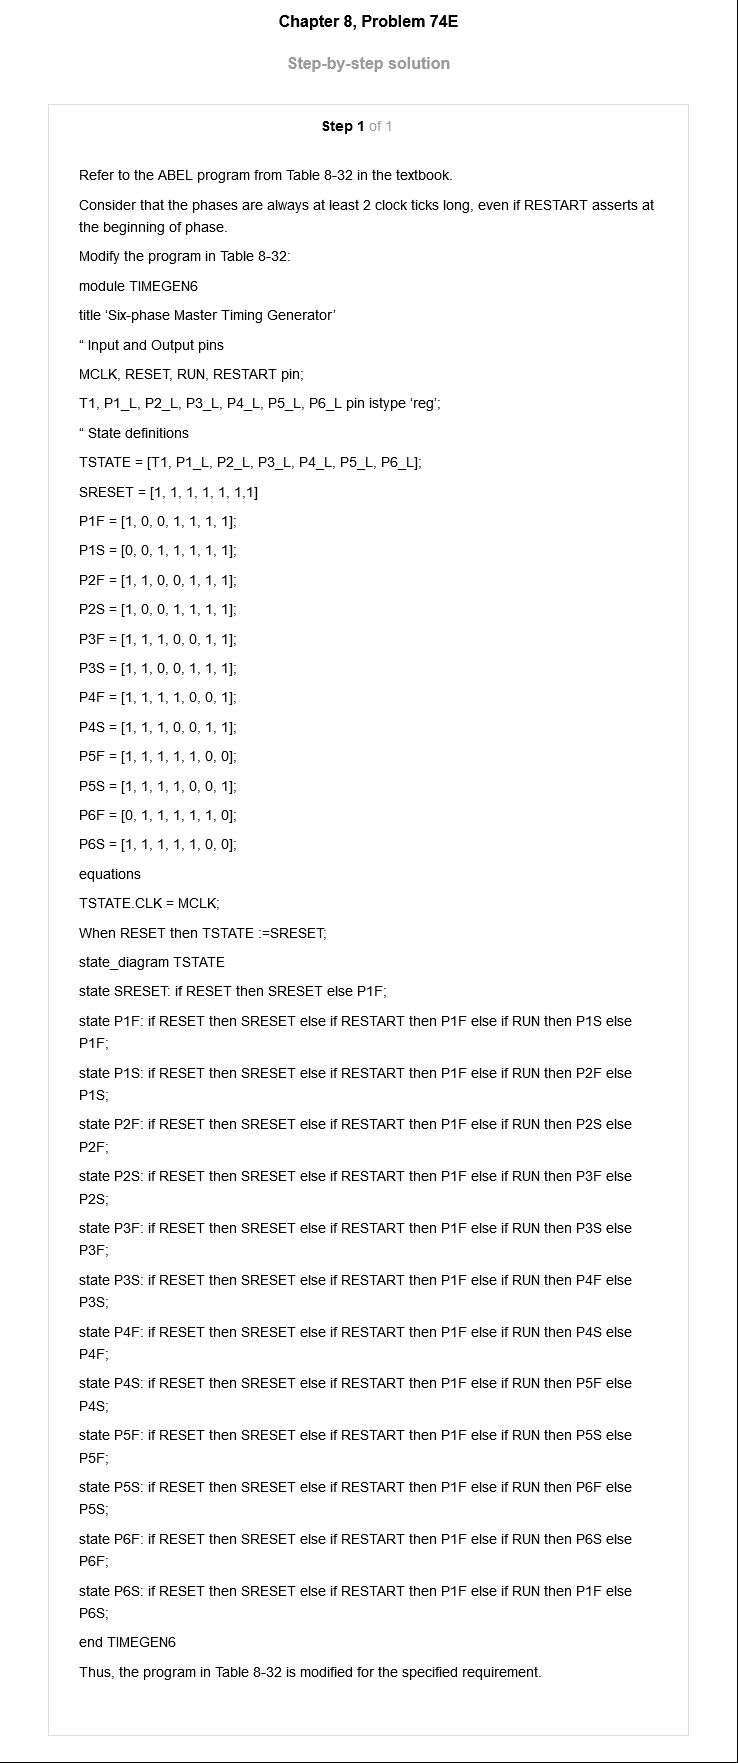 Chapter 8, Problem 74E
Step-by-step solution
Step 1 of 1
Refer to the ABEL program from Table 8-32 in the textbook.
Consider that the phases are always at least 2 clock ticks long, even if RESTART asserts at
the beginning of phase.
Modify the program in Table 8-32:
module TIMEGEN6
title ‘Six-phase Master Timing Generator’
“ Input and Output pins
MCLK, RESET, RUN, RESTART pin;
T1, P1_L, P2_L, P3_L, P4_L, P5_L, P6_L pin istype ‘reg’;
“ State definitions
TSTATE = [T1, P1_L, P2_L, P3_L, P4_L, P5_L, P6_L];
SRESET = [1, 1, 1, 1, 1, 1,1]
P1F = [1, 0, 0, 1, 1, 1, 1];
P1S = [0, 0, 1, 1, 1, 1, 1];
P2F = [1, 1, 0, 0, 1, 1, 1];
P2S = [1, 0, 0, 1, 1, 1, 1];
P3F = [1, 1, 1, 0, 0, 1, 1];
P3S = [1, 1, 0, 0, 1, 1, 1];
P4F = [1, 1, 1, 1, 0, 0, 1];
P4S = [1, 1, 1, 0, 0, 1, 1];
P5F = [1, 1, 1, 1, 1, 0, 0];
P5S = [1, 1, 1, 1, 0, 0, 1];
P6F = [0, 1, 1, 1, 1, 1, 0];
P6S = [1, 1, 1, 1, 1, 0, 0];
equations
TSTATE.CLK = MCLK;
When RESET then TSTATE :=SRESET;
state_diagram TSTATE
state SRESET: if RESET then SRESET else P1F;
state P1F: if RESET then SRESET else if RESTART then P1F else if RUN then P1S else
P1F;
state P1S: if RESET then SRESET else if RESTART then P1F else if RUN then P2F else
P1S;
state P2F: if RESET then SRESET else if RESTART then P1F else if RUN then P2S else
P2F;
state P2S: if RESET then SRESET else if RESTART then P1F else if RUN then P3F else
P2S;
state P3F: if RESET then SRESET else if RESTART then P1F else if RUN then P3S else
P3F;
state P3S: if RESET then SRESET else if RESTART then P1F else if RUN then P4F else
P3S;
state P4F: if RESET then SRESET else if RESTART then P1F else if RUN then P4S else
P4F;
state P4S: if RESET then SRESET else if RESTART then P1F else if RUN then P5F else
P4S;
state P5F: if RESET then SRESET else if RESTART then P1F else if RUN then P5S else
P5F;
state P5S: if RESET then SRESET else if RESTART then P1F else if RUN then P6F else
P5S;
state P6F: if RESET then SRESET else if RESTART then P1F else if RUN then P6S else
P6F;
state P6S: if RESET then SRESET else if RESTART then P1F else if RUN then P1F else
P6S;
end TIMEGEN6
Thus, the program in Table 8-32 is modified for the specified requirement.